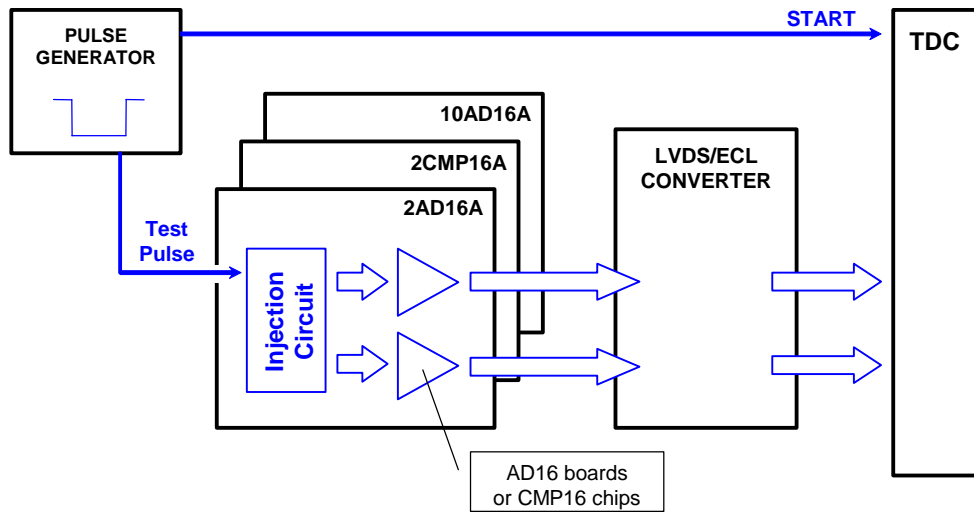 PULSE
GENERATOR
START
TDC
10AD16A
2CMP16A
2AD16A
LVDS/ECL
CONVERTER
Test
Pulse
Injection
Circuit
AD16 boards
or CMP16 chips